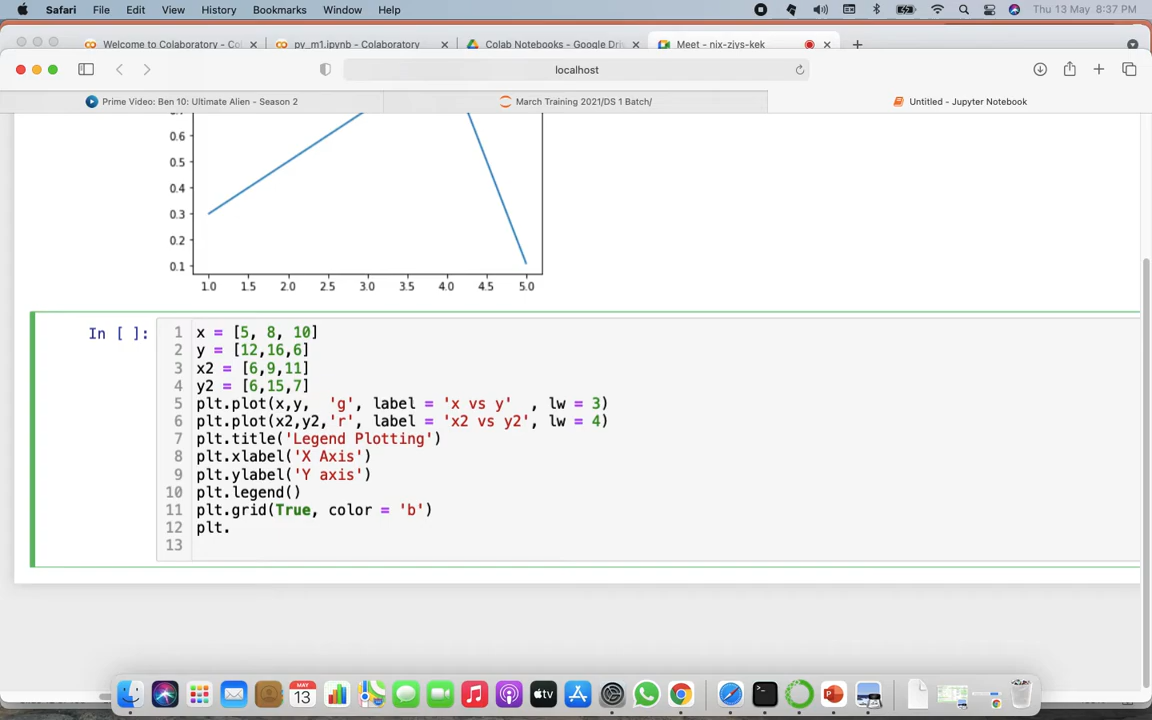 Safari File Edit View History Bookmarks Window Help Thu 13 May 8:37 PM
Welcome to Colaboratory - Co py_m1.ipynb - Colaboratory Colab Notebooks - Google Dri Meet - nix-zjys-kek
localhost
Prime Video: Ben 10: Ultimate Alien - Season 2 March Training 2021/DS 1 Batch/ Untitled - Jupyter Notebook
0.6
0.5
0.4
0.3
0.2
0.1
1.0 1.5 2.0 2.5 3.0 3.5 4.0 4.5 5.0
In [ ]:
1 x = [5, 8, 10]
2 y = [12,16,6]
3 x2 = [6,9,11]
4 y2 = [6,15,7]
5 plt.plot(x,y,  'g', label = 'x vs y'  , lw = 3)
6 plt.plot(x2,y2,'r', label = 'x2 vs y2', lw = 4)
7 plt.title('Legend Plotting')
8 plt.xlabel('X Axis')
9 plt.ylabel('Y axis')
10 plt.legend()
11 plt.grid(True, color = 'b')
12 plt.
13
MAY
13
tv